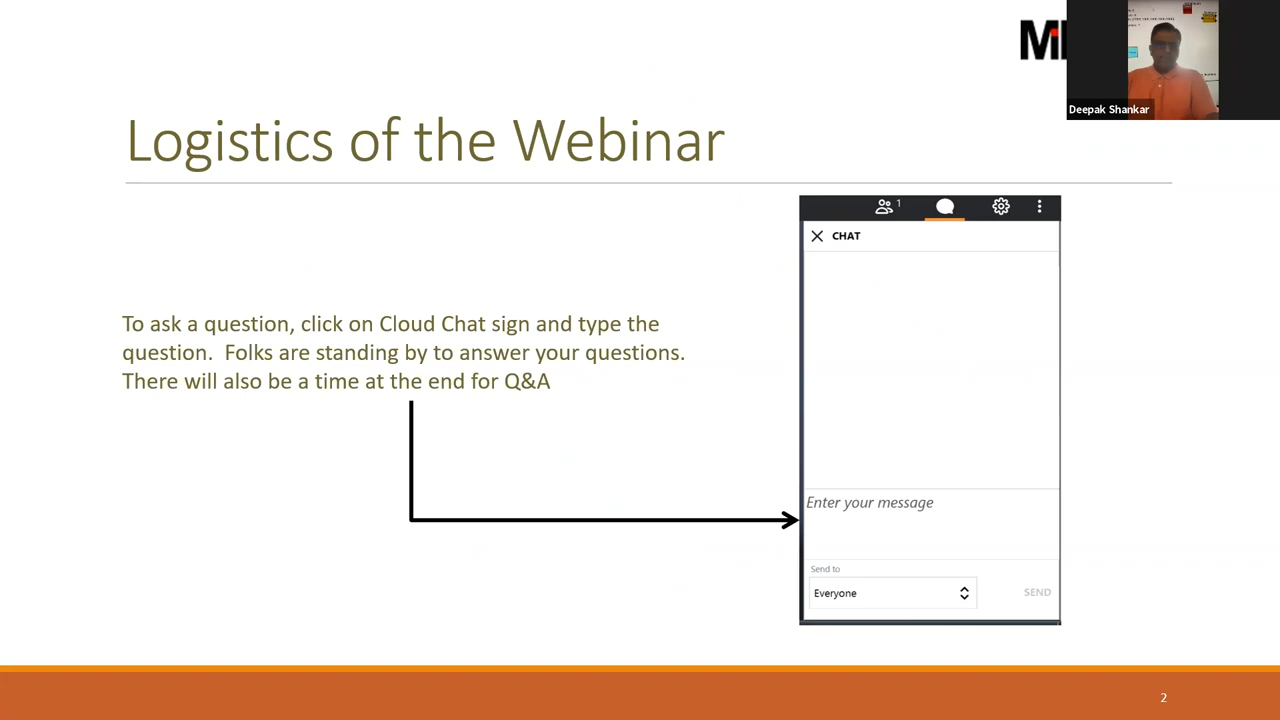 Deepak Shankar
Logistics of the Webinar
To ask a question, click on Cloud Chat sign and type the
question.  Folks are standing by to answer your questions.
There will also be a time at the end for Q&A
1
CHAT
Enter your message
Send to
Everyone
SEND
2